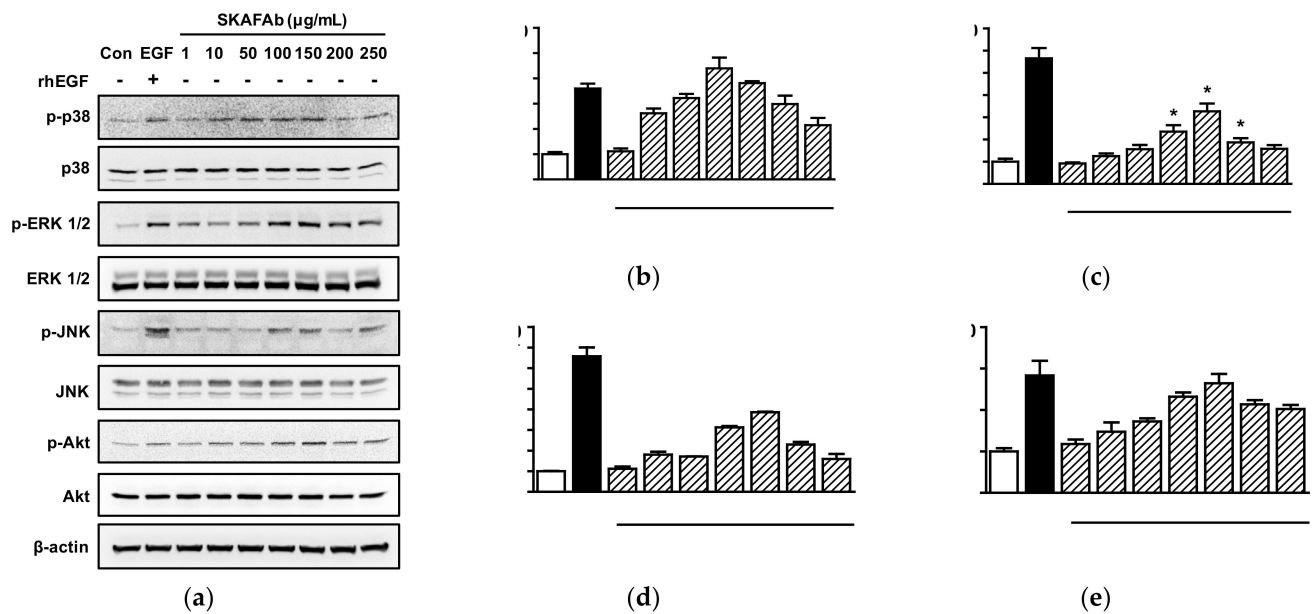 SKAFAb (μg/mL)
Con EGF 1 10 50 100 150 200 250
rhEGF - + - - - - - - -
p-p38
p38
p-ERK 1/2
ERK 1/2
p-JNK
JNK
p-Akt
Akt
β-actin
(a)
* * *
(b)
(c)
(d)
(e)